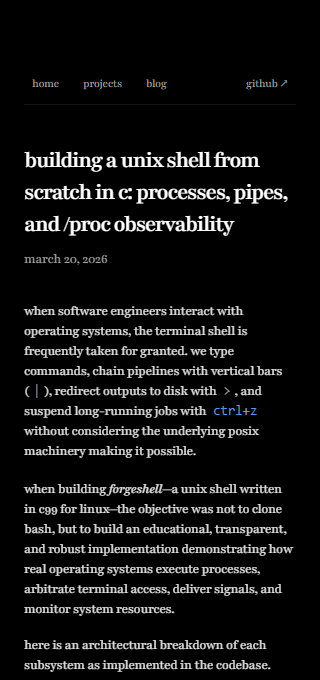 home projects blog github ↗
building a unix shell from
scratch in c: processes, pipes,
and /proc observability
march 20, 2026
when software engineers interact with
operating systems, the terminal shell is
frequently taken for granted. we type
commands, chain pipelines with vertical bars
( | ), redirect outputs to disk with > , and
suspend long-running jobs with ctrl+z
without considering the underlying posix
machinery making it possible.
when building forgeshell—a unix shell written
in c99 for linux—the objective was not to clone
bash, but to build an educational, transparent,
and robust implementation demonstrating how
real operating systems execute processes,
arbitrate terminal access, deliver signals, and
monitor system resources.
here is an architectural breakdown of each
subsystem as implemented in the codebase.